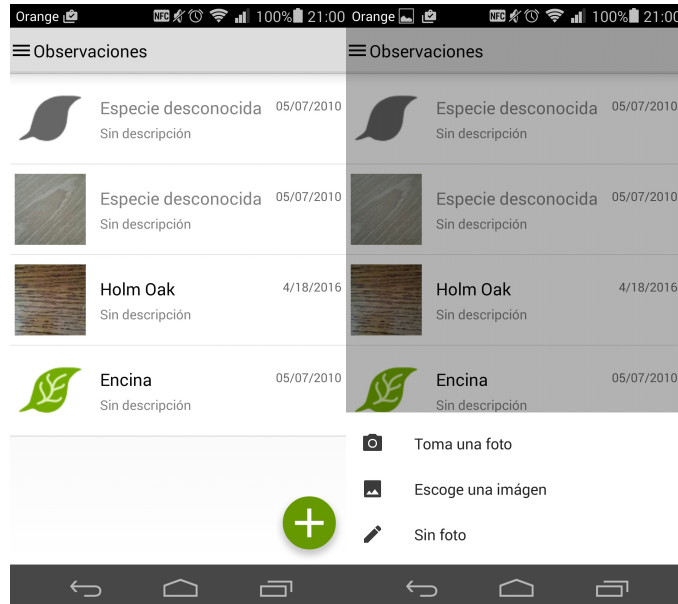 Orange NFC 100% 21:00
Observaciones
Especie desconocida 05/07/2010
Sin descripción
Especie desconocida 05/07/2010
Sin descripción
Holm Oak 4/18/2016
Sin descripción
Encina 05/07/2010
Sin descripción
Orange NFC 100% 21:00
Observaciones
Especie desconocida 05/07/2010
Sin descripción
Especie desconocida 05/07/2010
Sin descripción
Holm Oak 4/18/2016
Sin descripción
Encina 05/07/2010
Sin descripción
Toma una foto
Escoge una imágen
Sin foto